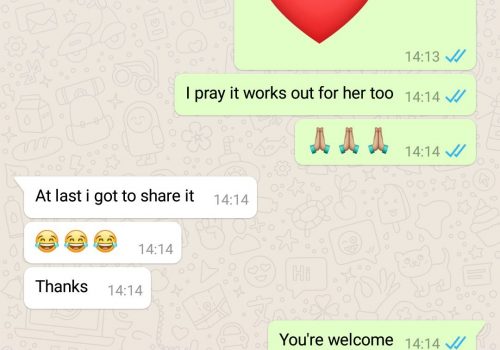 14:13
I pray it works out for her too 14:14
🙏🏽🙏🏽🙏🏽 14:14
At last i got to share it 14:14
😂😂😂 14:14
Thanks 14:14
You're welcome 14:14